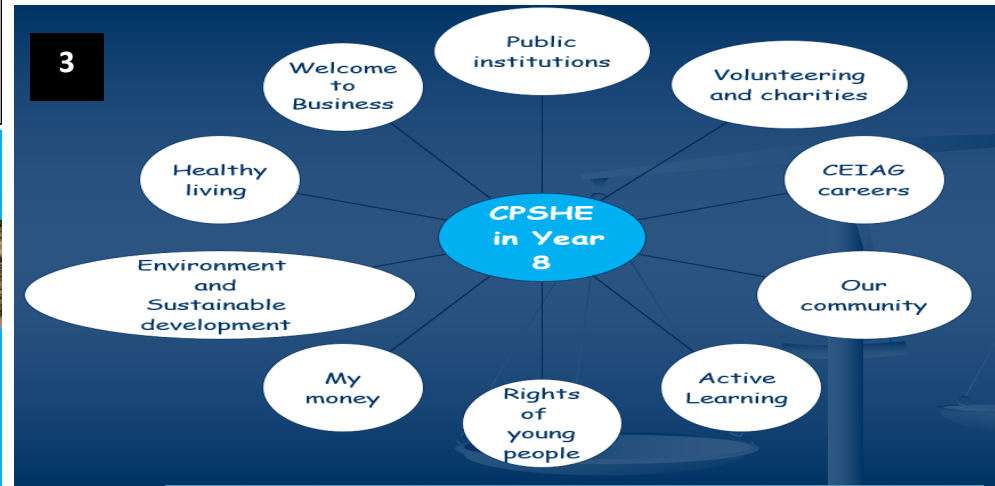 3
Public
institutions
Welcome
to
Business
Volunteering
and charities
Healthy
living
CEIAG
careers
CPSHE
in Year
8
Environment
and
Sustainable
development
Our
community
My
money
Active
Learning
Rights
of
young
people